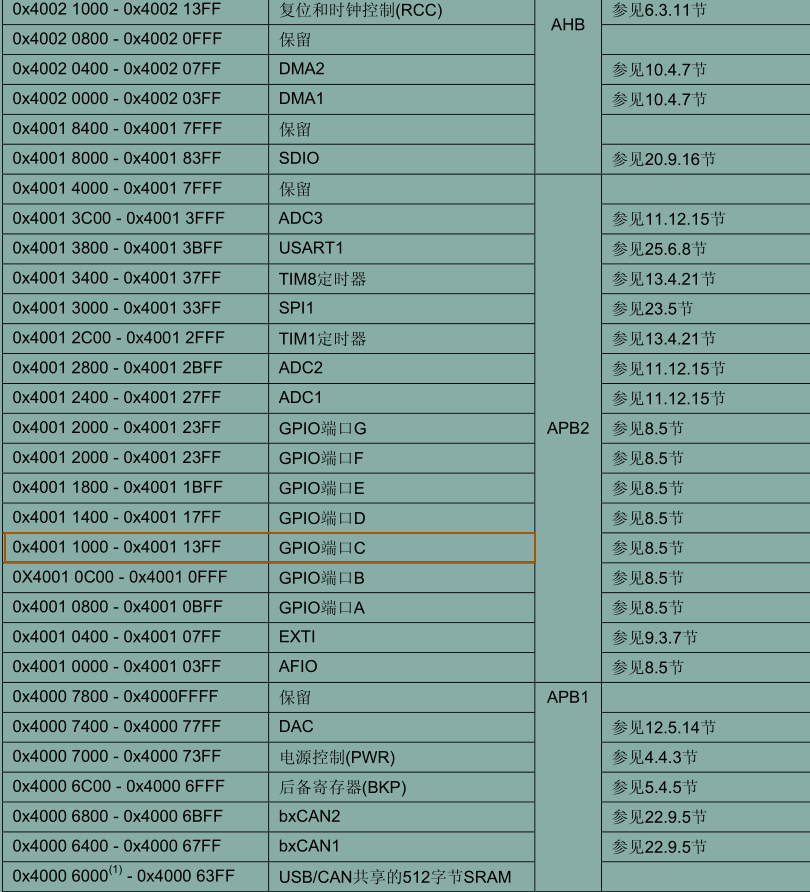 0x4002 1000 - 0x4002 13FF 复位和时钟控制(RCC) AHB 参见6.3.11节
0x4002 0800 - 0x4002 0FFF 保留
0x4002 0400 - 0x4002 07FF DMA2 参见10.4.7节
0x4002 0000 - 0x4002 03FF DMA1 参见10.4.7节
0x4001 8400 - 0x4001 7FFF 保留
0x4001 8000 - 0x4001 83FF SDIO 参见20.9.16节
0x4001 4000 - 0x4001 7FFF 保留
0x4001 3C00 - 0x4001 3FFF ADC3 参见11.12.15节
0x4001 3800 - 0x4001 3BFF USART1 参见25.6.8节
0x4001 3400 - 0x4001 37FF TIM8定时器 参见13.4.21节
0x4001 3000 - 0x4001 33FF SPI1 参见23.5节
0x4001 2C00 - 0x4001 2FFF TIM1定时器 参见13.4.21节
0x4001 2800 - 0x4001 2BFF ADC2 参见11.12.15节
0x4001 2400 - 0x4001 27FF ADC1 参见11.12.15节
0x4001 2000 - 0x4001 23FF GPIO端口G APB2 参见8.5节
0x4001 2000 - 0x4001 23FF GPIO端口F 参见8.5节
0x4001 1800 - 0x4001 1BFF GPIO端口E 参见8.5节
0x4001 1400 - 0x4001 17FF GPIO端口D 参见8.5节
0x4001 1000 - 0x4001 13FF GPIO端口C 参见8.5节
0X4001 0C00 - 0x4001 0FFF GPIO端口B 参见8.5节
0x4001 0800 - 0x4001 0BFF GPIO端口A 参见8.5节
0x4001 0400 - 0x4001 07FF EXTI 参见9.3.7节
0x4001 0000 - 0x4001 03FF AFIO 参见8.5节
0x4000 7800 - 0x4000FFFF 保留 APB1
0x4000 7400 - 0x4000 77FF DAC 参见12.5.14节
0x4000 7000 - 0x4000 73FF 电源控制(PWR) 参见4.4.3节
0x4000 6C00 - 0x4000 6FFF 后备寄存器(BKP) 参见5.4.5节
0x4000 6800 - 0x4000 6BFF bxCAN2 参见22.9.5节
0x4000 6400 - 0x4000 67FF bxCAN1 参见22.9.5节
0x4000 6000(1) - 0x4000 63FF USB/CAN共享的512字节SRAM